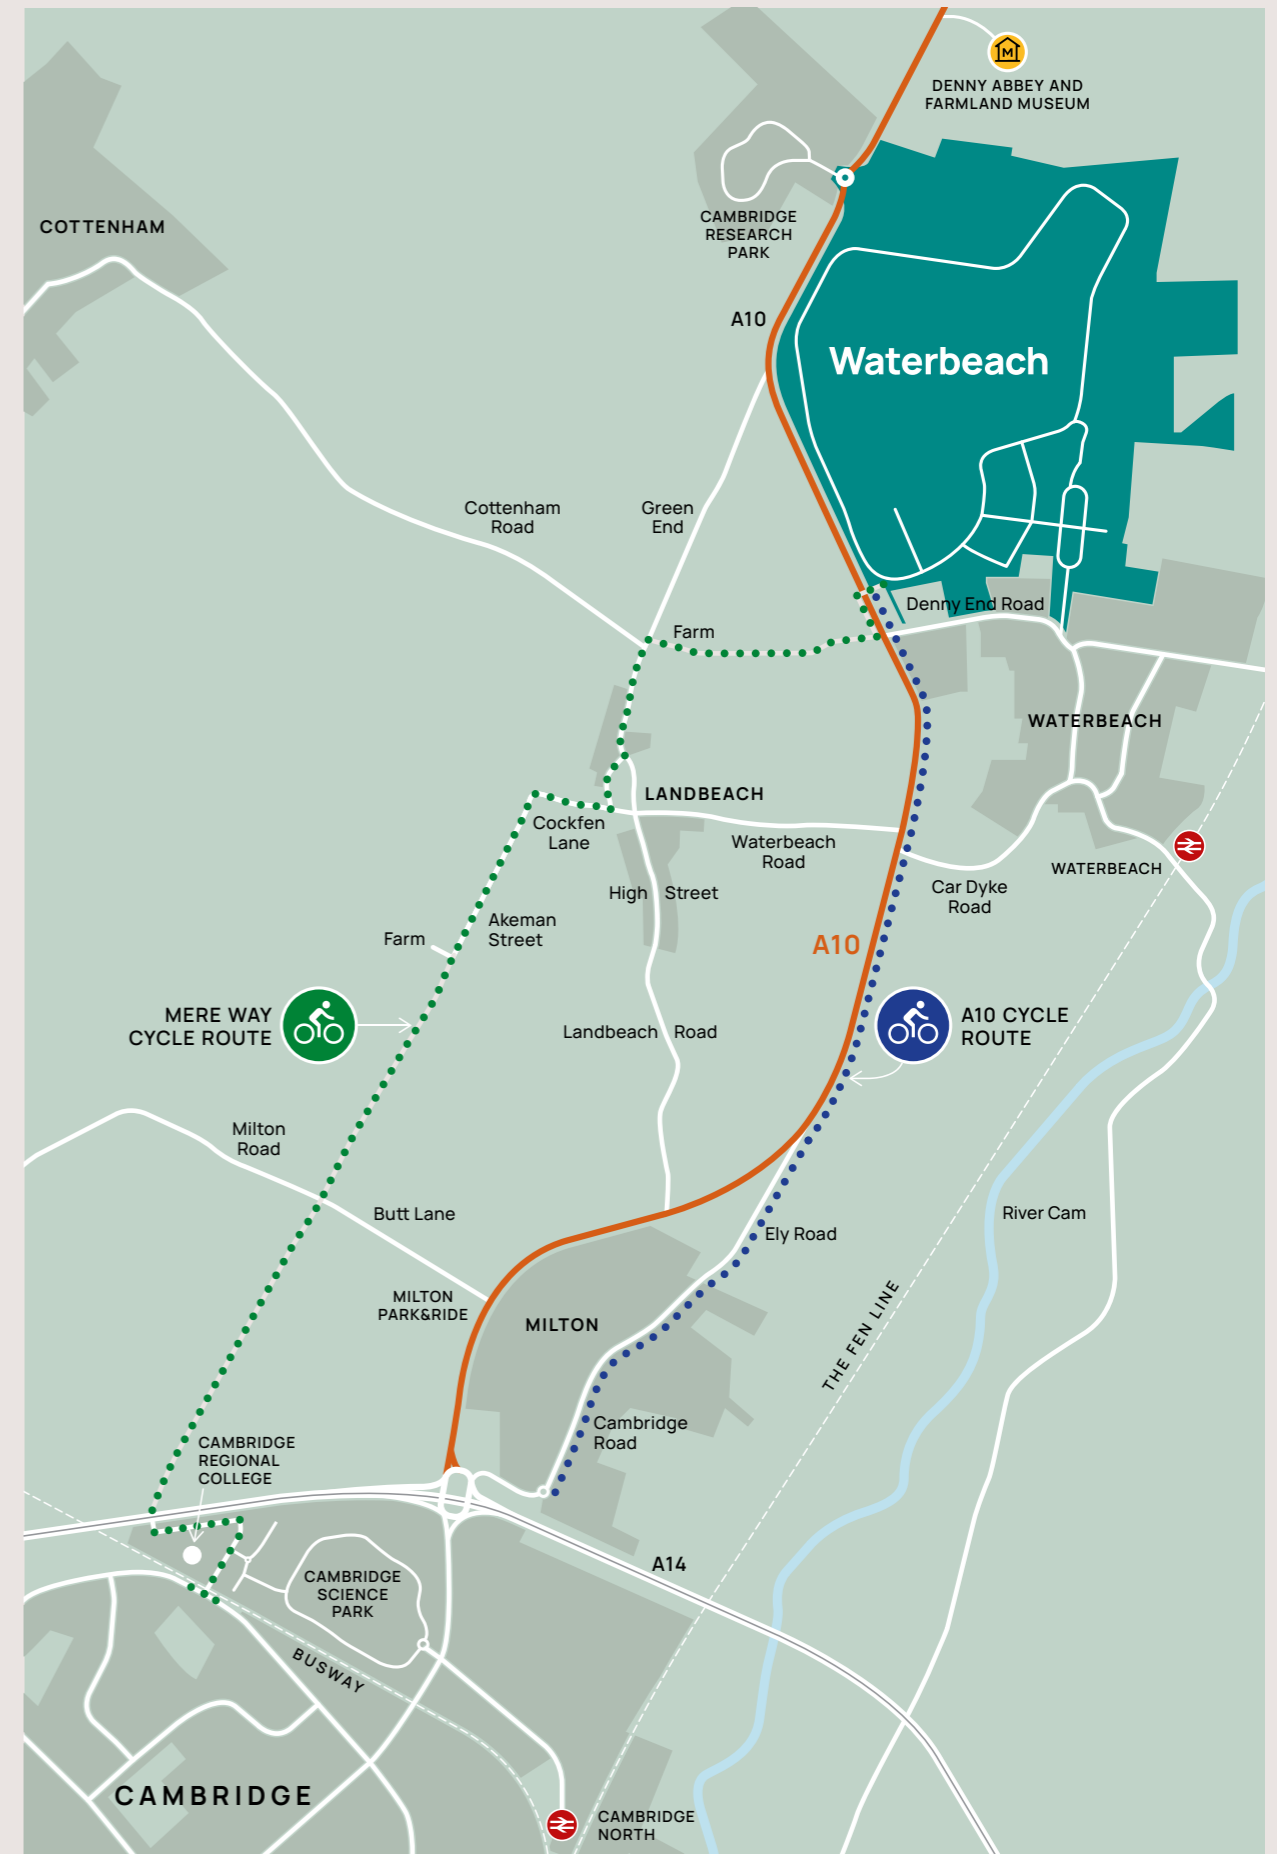 DENNY ABBEY AND
FARMLAND MUSEUM
M
COTTENHAM
CAMBRIDGE
RESEARCH
PARK
A10
Waterbeach
Cottenham
Road
Green
End
Denny End Road
Farm
WATERBEACH
LANDBEACH
Cockfen
Lane
Waterbeach
Road
WATERBEACH
High Street
Car Dyke
Road
Akeman
Street
Farm
A10
MERE WAY
CYCLE ROUTE
A10 CYCLE
ROUTE
Landbeach Road
Milton
Road
Butt Lane
River Cam
Ely Road
MILTON
PARK&RIDE
MILTON
THE FEN LINE
Cambridge
Road
CAMBRIDGE
REGIONAL
COLLEGE
A14
CAMBRIDGE
SCIENCE
PARK
BUSWAY
CAMBRIDGE
CAMBRIDGE
NORTH